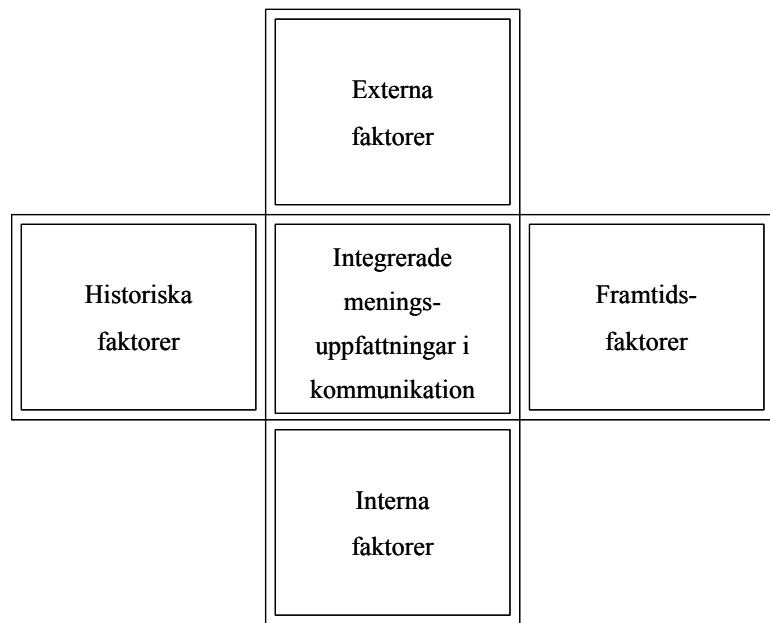 Externa
faktorer
Historiska
faktorer
Integrerade
menings-
uppfattningar i
kommunikation
Framtids-
faktorer
Interna
faktorer